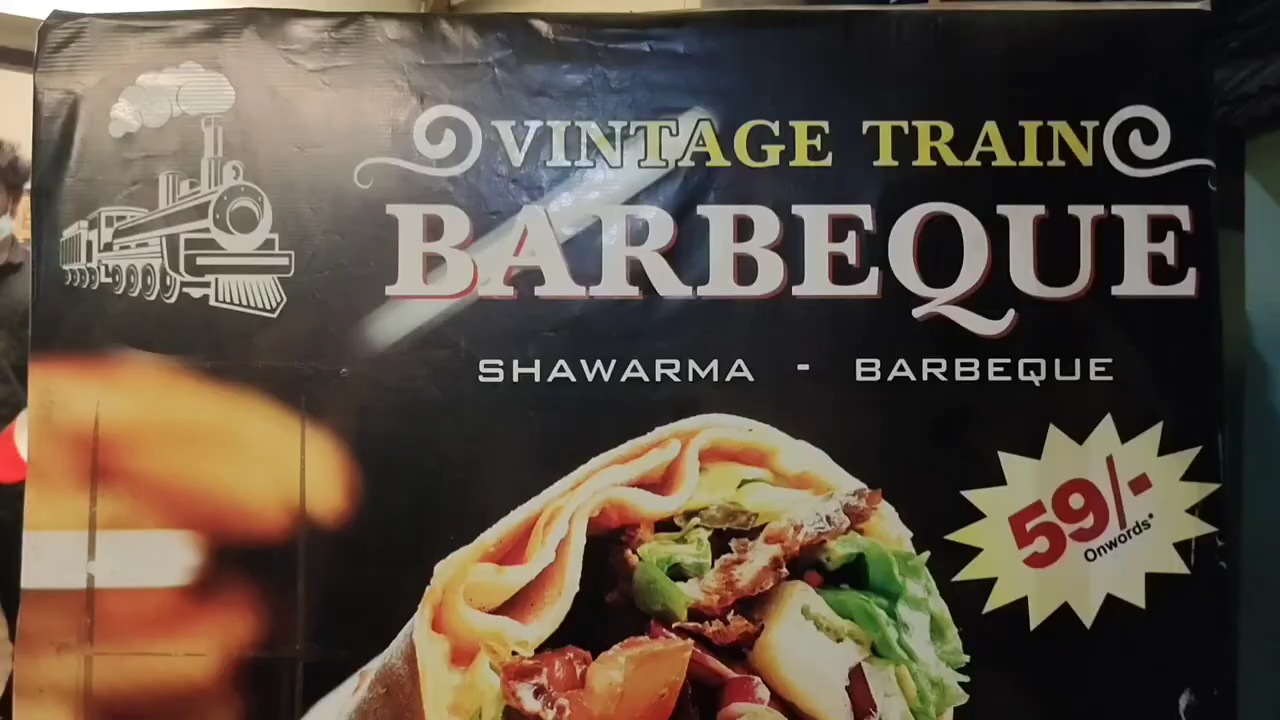 VINTAGE TRAIN
BARBEQUE
SHAWARMA - BARBEQUE
59/-
Onwords*